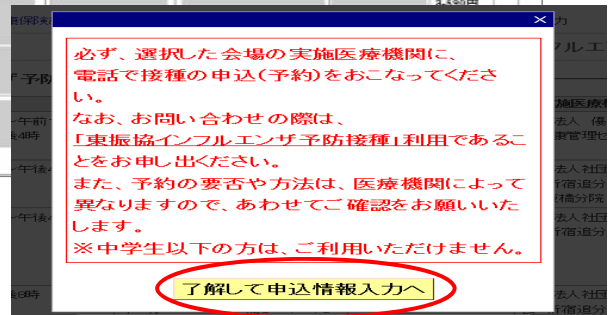 3,530円
×
必ず、選択した会場の実施医療機関に、
電話で接種の申込(予約)をおこなってくださ
い。
なお、お問い合わせの際は、
「東振協インフルエンザ予防接種」利用であるこ
とをお申し出ください。
また、予約の要否や方法は、医療機関によって
異なりますので、あわせてご確認をお願いいた
します。
※中学生以下の方は、ご利用いただけません。
了解して申込情報入力へ